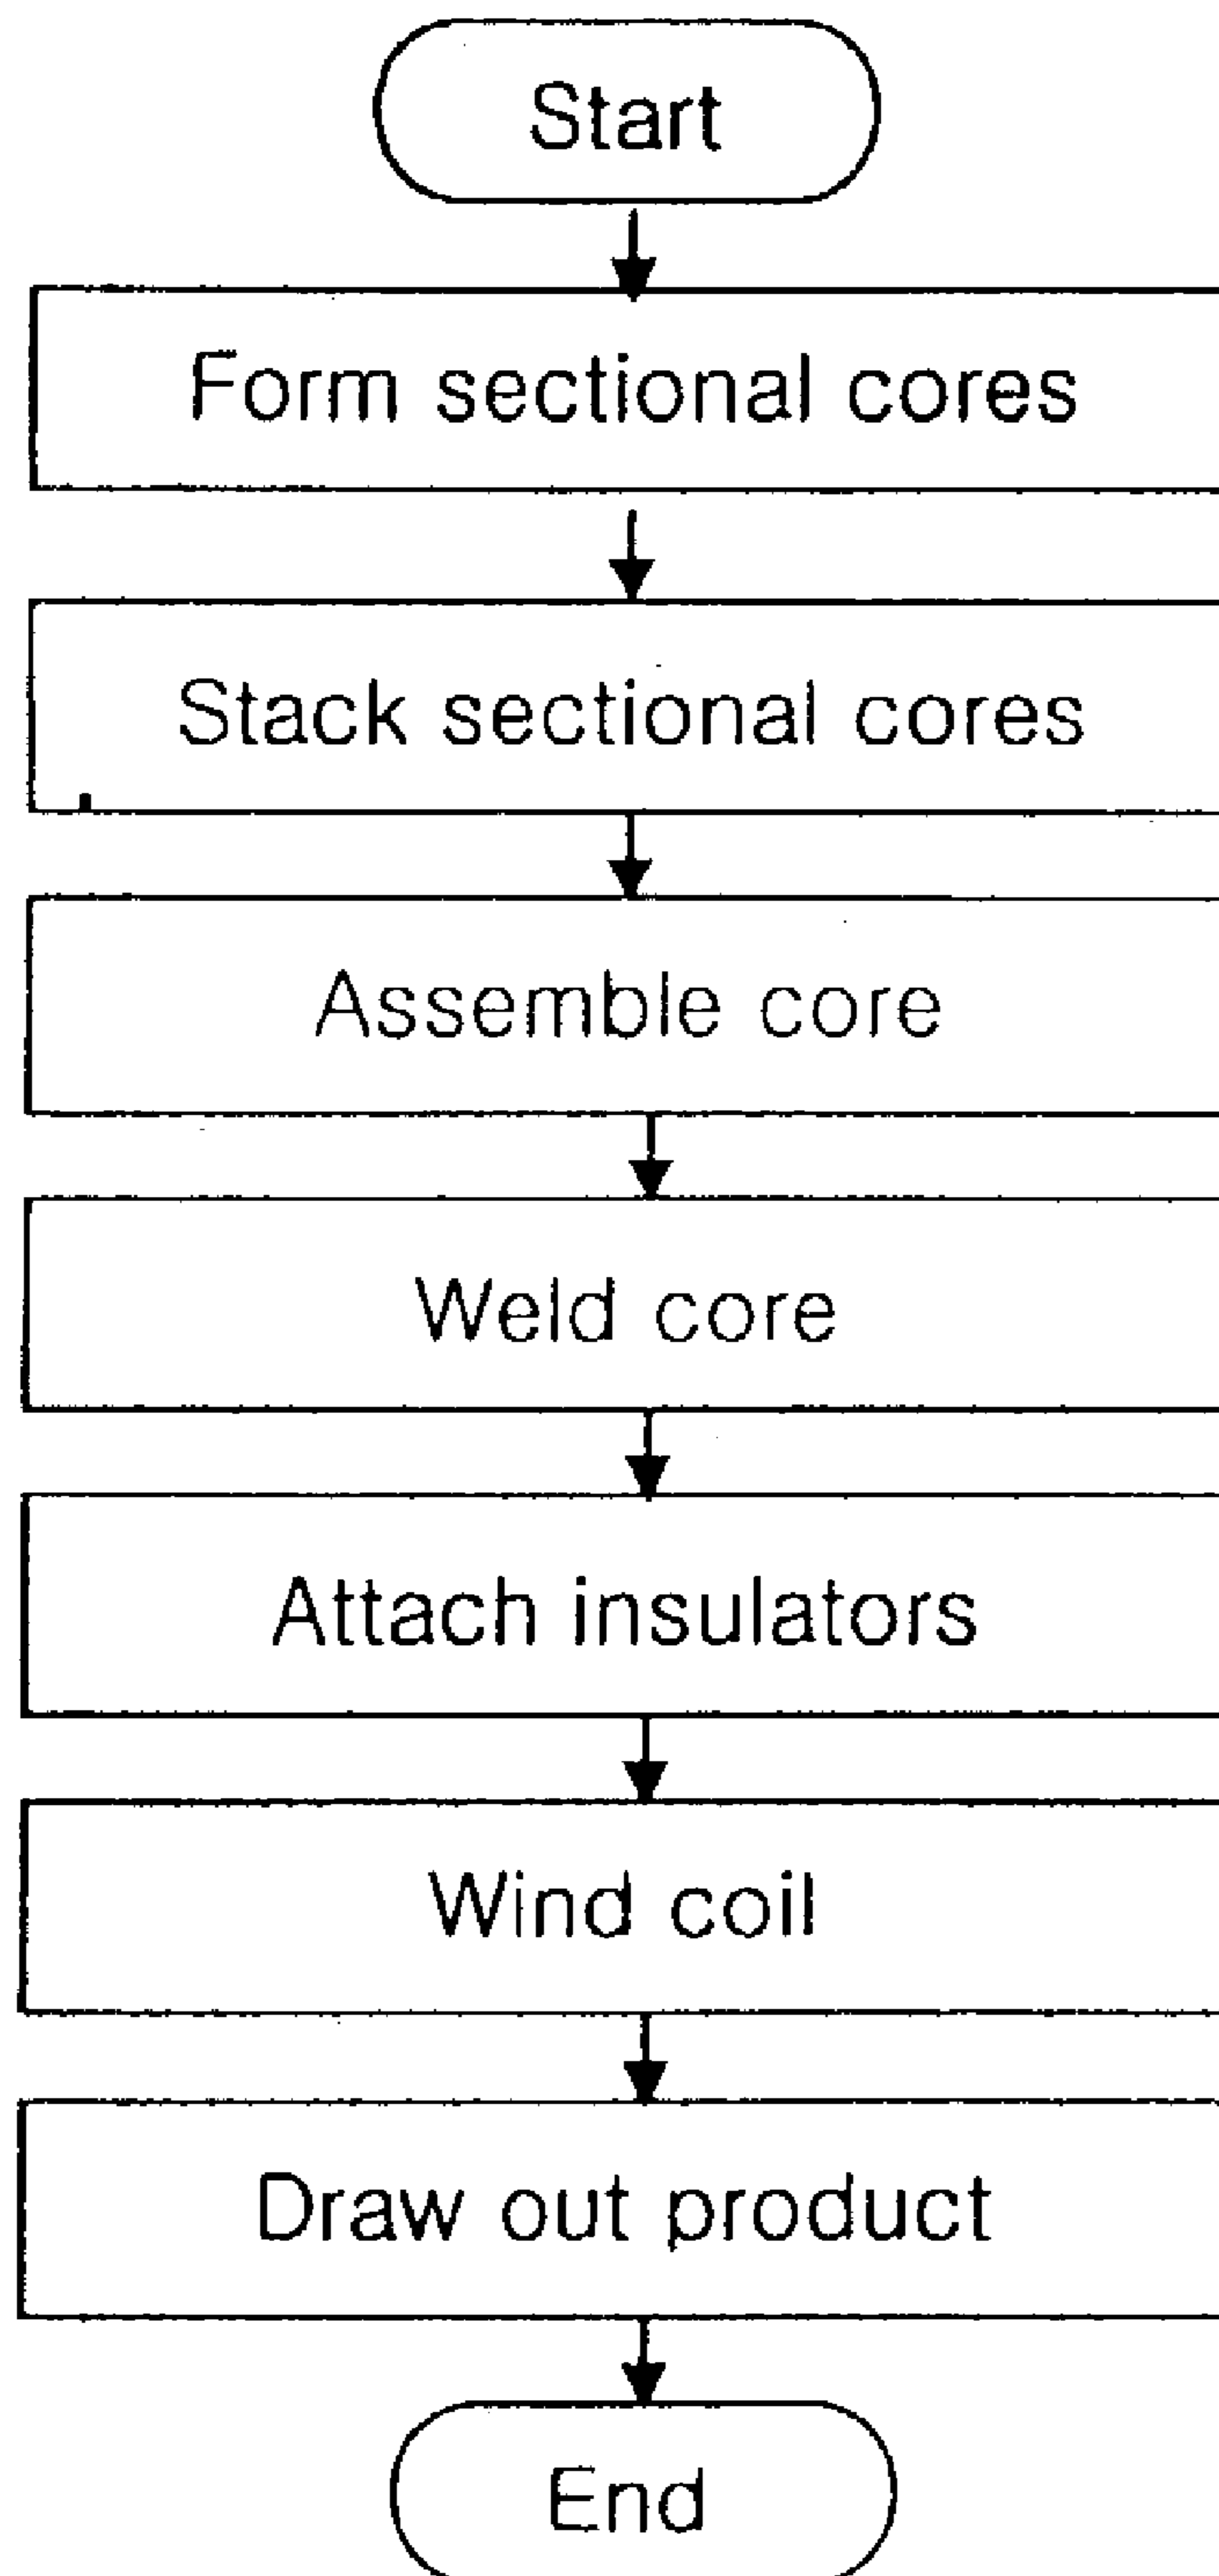 Start
Form sectional cores
Stack sectional cores
Assemble core
Weld core
Attach insulators
Wind coil
Draw out product
End